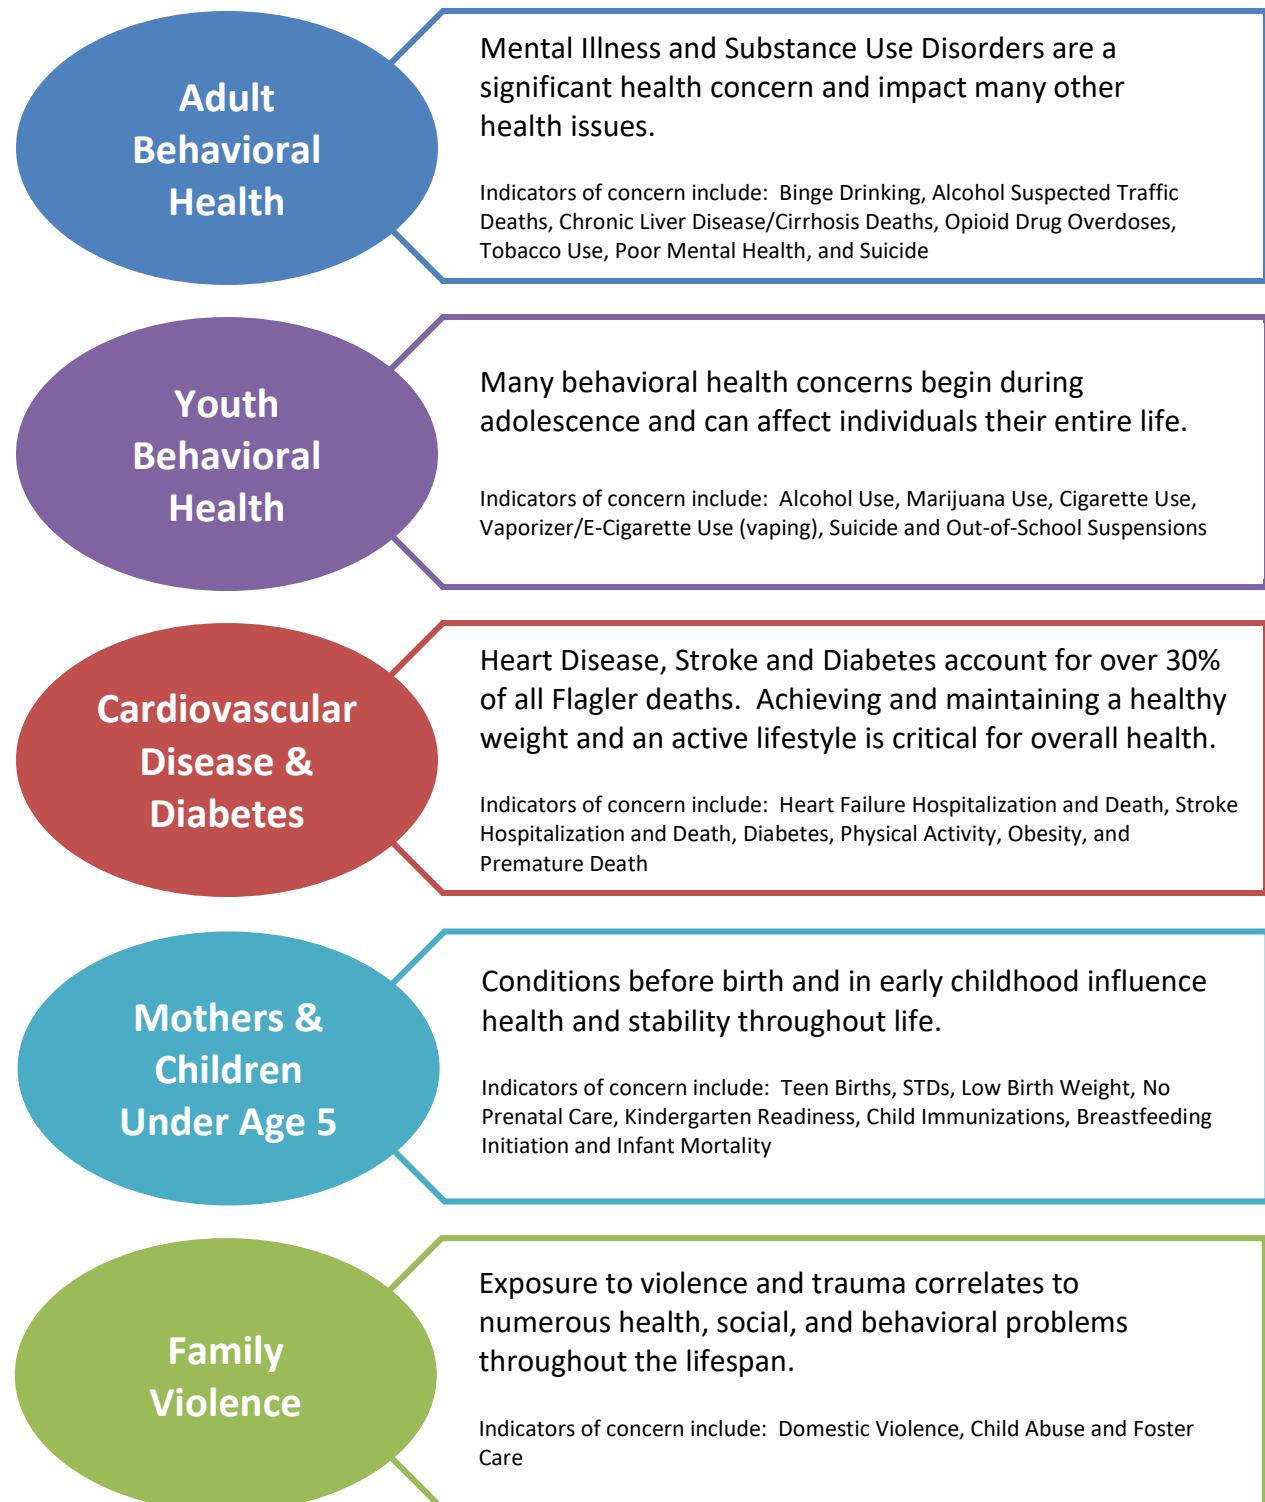 Adult
Behavioral
Health
Mental Illness and Substance Use Disorders are a
significant health concern and impact many other
health issues.
Indicators of concern include:  Binge Drinking, Alcohol Suspected Traffic
Deaths, Chronic Liver Disease/Cirrhosis Deaths, Opioid Drug Overdoses,
Tobacco Use, Poor Mental Health, and Suicide
Youth
Behavioral
Health
Many behavioral health concerns begin during
adolescence and can affect individuals their entire life.
Indicators of concern include:  Alcohol Use, Marijuana Use, Cigarette Use,
Vaporizer/E-Cigarette Use (vaping), Suicide and Out-of-School Suspensions
Cardiovascular
Disease &
Diabetes
Heart Disease, Stroke and Diabetes account for over 30%
of all Flagler deaths.  Achieving and maintaining a healthy
weight and an active lifestyle is critical for overall health.
Indicators of concern include:  Heart Failure Hospitalization and Death, Stroke
Hospitalization and Death, Diabetes, Physical Activity, Obesity, and
Premature Death
Mothers &
Children
Under Age 5
Conditions before birth and in early childhood influence
health and stability throughout life.
Indicators of concern include:  Teen Births, STDs, Low Birth Weight, No
Prenatal Care, Kindergarten Readiness, Child Immunizations, Breastfeeding
Initiation and Infant Mortality
Family
Violence
Exposure to violence and trauma correlates to
numerous health, social, and behavioral problems
throughout the lifespan.
Indicators of concern include:  Domestic Violence, Child Abuse and Foster
Care